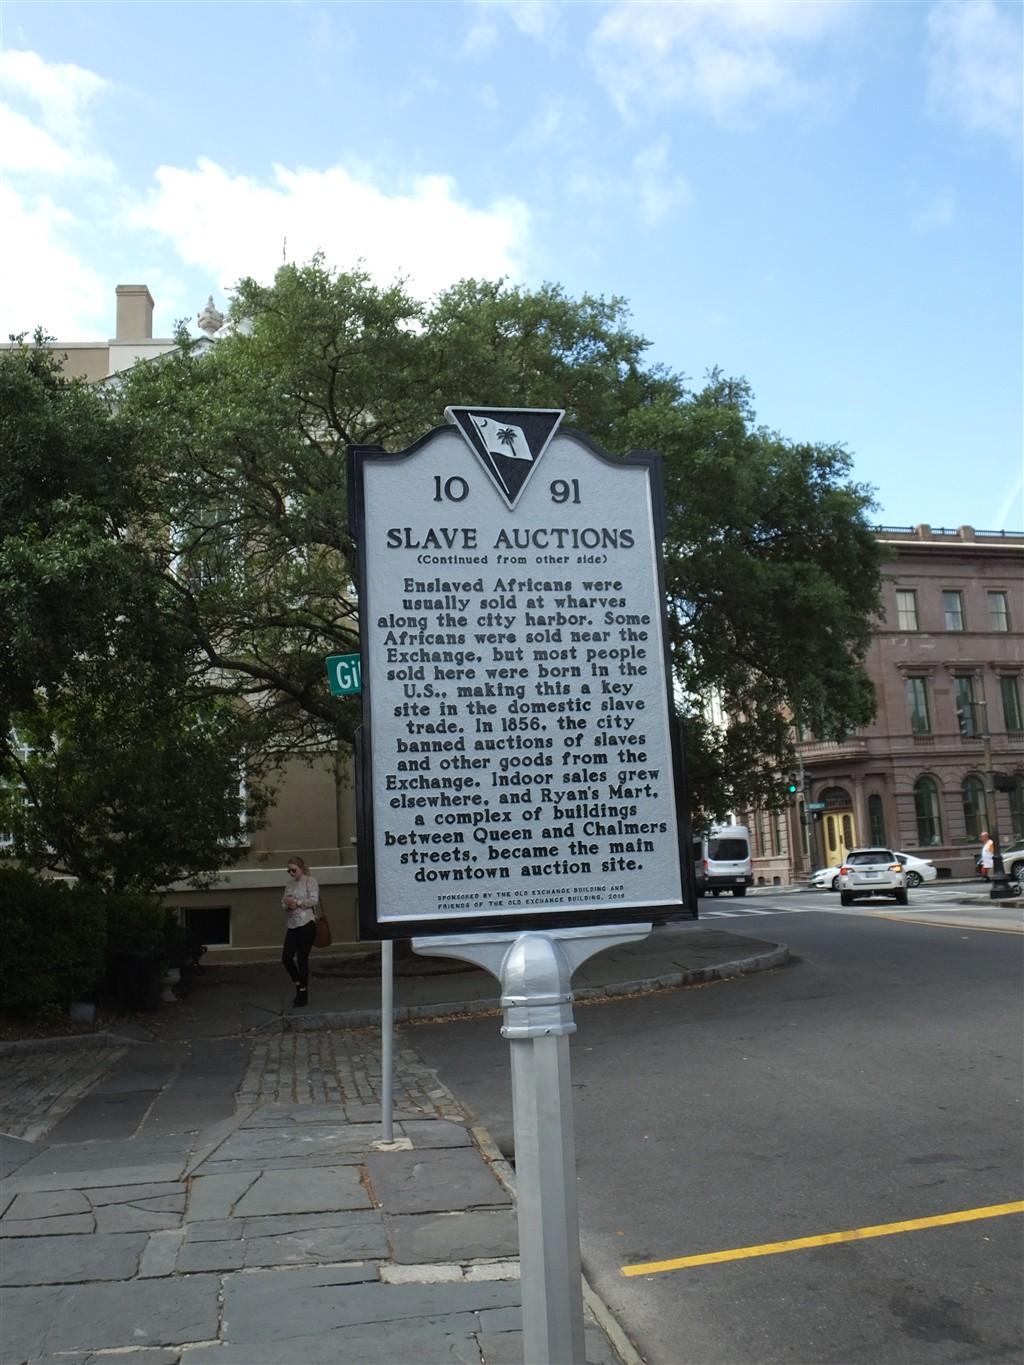 10 91
SLAVE AUCTIONS
(Continued from other side)
Enslaved Africans were
usually sold at wharves
along the city harbor. Some
Africans were sold near the
Exchange, but most people
sold here were born in the
U.S., making this a key
site in the domestic slave
trade. In 1856, the city
banned auctions of slaves
and other goods from the
Exchange. Indoor sales grew
elsewhere, and Ryan's Mart,
a complex of buildings
between Queen and Chalmers
streets, became the main
downtown auction site.
SPONSORED BY THE OLD EXCHANGE BUILDING AND
FRIENDS OF THE OLD EXCHANGE BUILDING, 2016
Gi